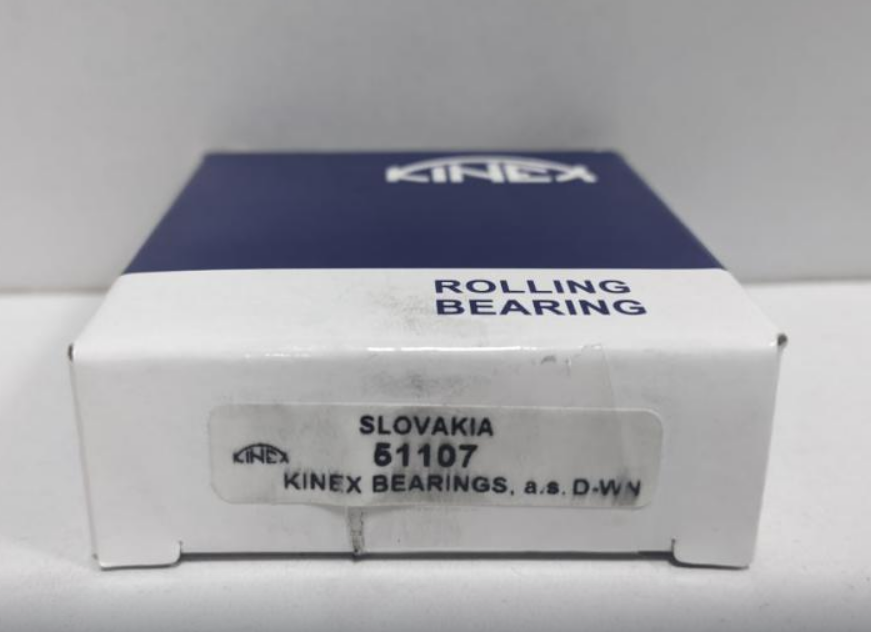 KINEX
ROLLING
BEARING
SLOVAKIA
KINEX 51107
KINEX BEARINGS, a.s. D-WN